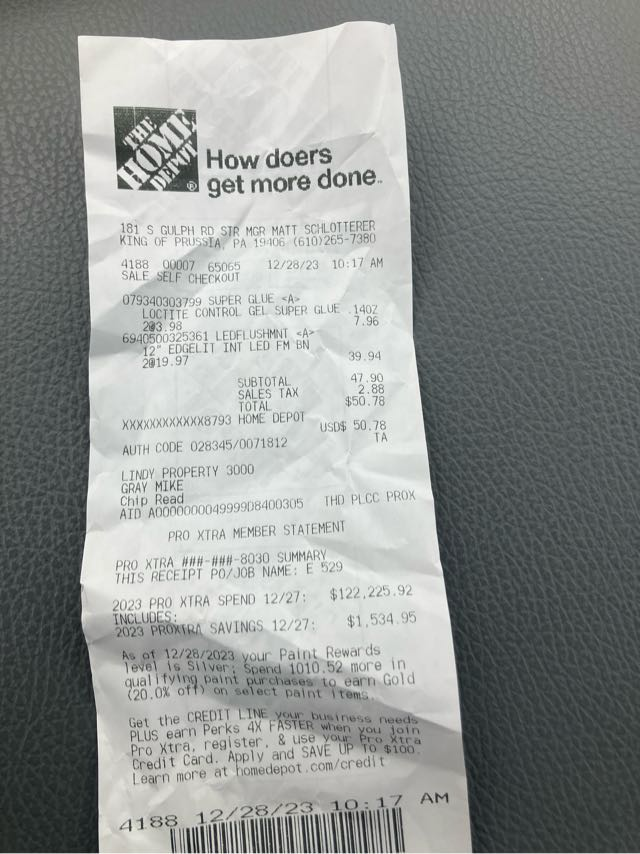 THE
HOME
DEPOT
®
How doers
get more done™
181 S GULPH RD STR MGR MATT SCHLOTTERER
KING OF PRUSSIA, PA 19406 (610)265-7380
4188 00007 65065 12/28/23 10:17 AM
SALE SELF CHECKOUT
079340303799 SUPER GLUE <A>
LOCTITE CONTROL GEL SUPER GLUE .14OZ
2@3.98 7.96
6940500325361 LEDFLUSHMNT <A>
12" EDGELIT INT LED FM BN
2@19.97 39.94
SUBTOTAL 47.90
SALES TAX 2.88
TOTAL $50.78
XXXXXXXXXXXX8793 HOME DEPOT
USD$ 50.78
AUTH CODE 028345/0071812 TA
LINDY PROPERTY 3000
GRAY MIKE
Chip Read
AID A0000000049999D8400305 THD PLCC PROX
PRO XTRA MEMBER STATEMENT
PRO XTRA ###-###-8030 SUMMARY
THIS RECEIPT PO/JOB NAME: E 529
2023 PRO XTRA SPEND 12/27: $122,225.92
INCLUDES:
2023 PROXTRA SAVINGS 12/27: $1,534.95
As of 12/28/2023 your Paint Rewards
level is Silver; Spend 1010.52 more in
qualifying paint purchases to earn Gold
(20.0% off) on select paint items.
Get the CREDIT LINE your business needs
PLUS earn Perks 4X FASTER when you join
Pro Xtra, register, & use your Pro Xtra
Credit Card. Apply and SAVE UP TO $100.
Learn more at homedepot.com/credit
4188 12/28/23 10:17 AM